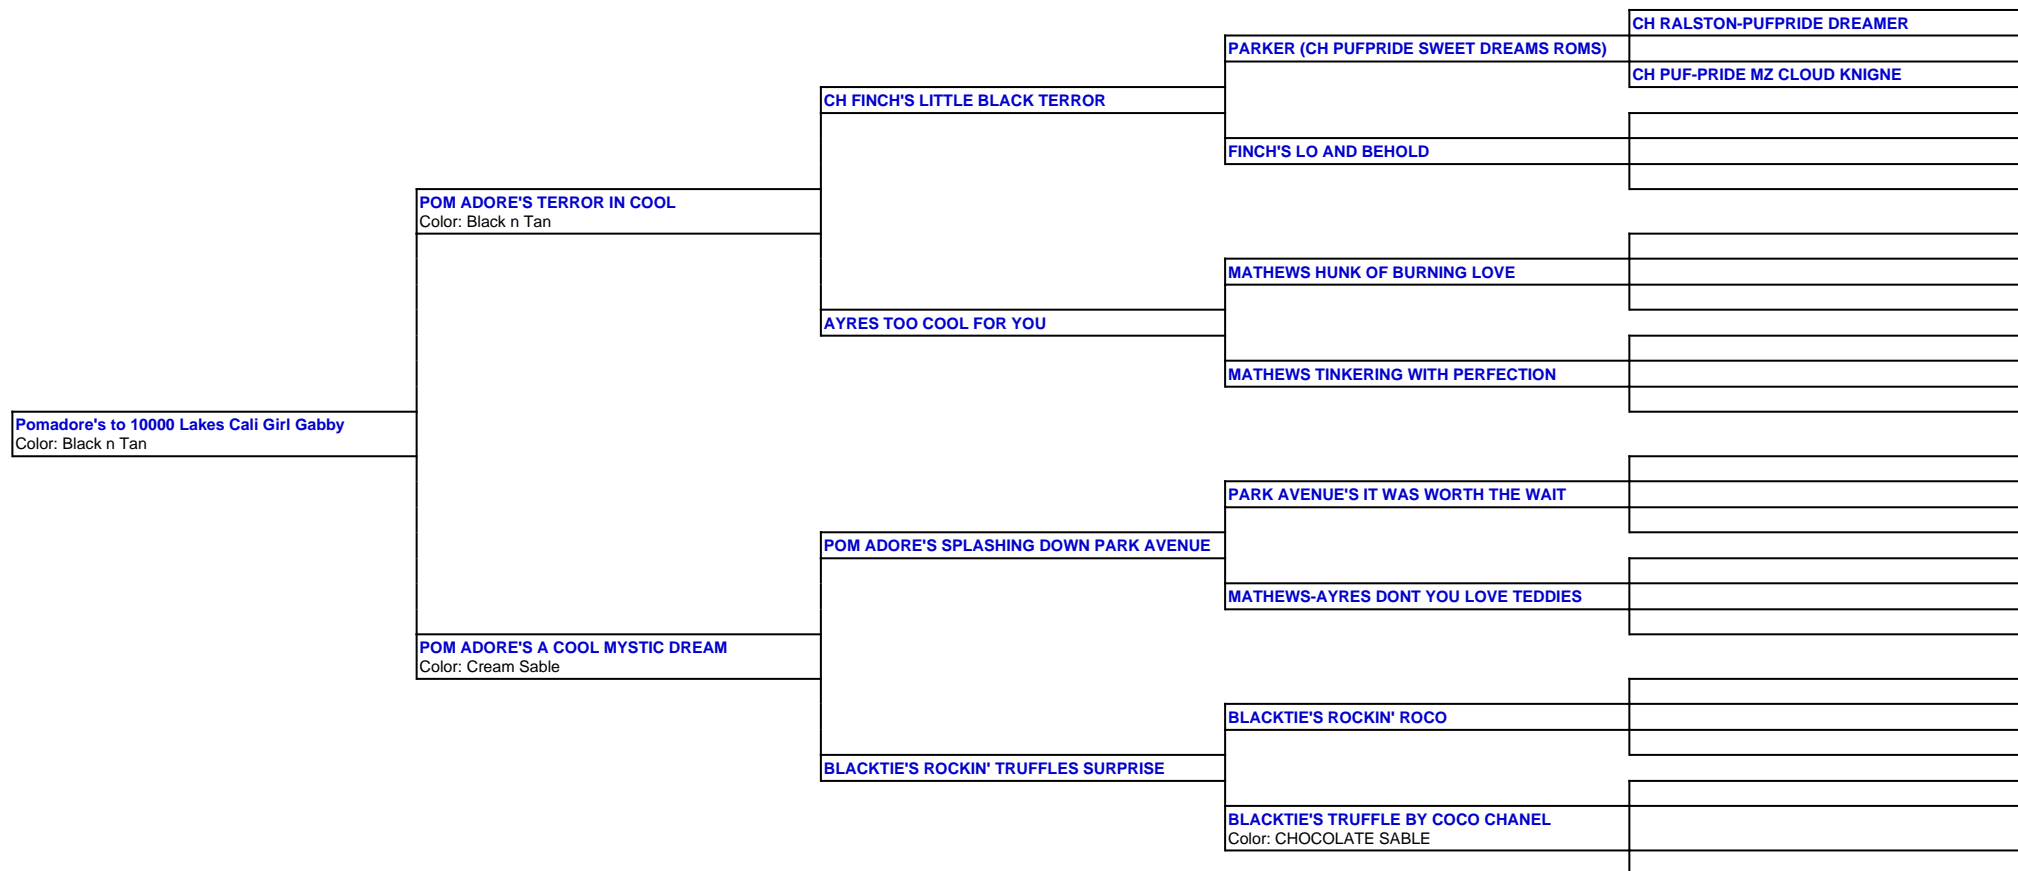 CH RALSTON-PUFPRIDE DREAMER
PARKER (CH PUFPRIDE SWEET DREAMS ROMS)
CH PUF-PRIDE MZ CLOUD KNIGNE
CH FINCH'S LITTLE BLACK TERROR
FINCH'S LO AND BEHOLD
POM ADORE'S TERROR IN COOL
Color: Black n Tan
MATHEWS HUNK OF BURNING LOVE
AYRES TOO COOL FOR YOU
MATHEWS TINKERING WITH PERFECTION
Pomadore's to 10000 Lakes Cali Girl Gabby
Color: Black n Tan
PARK AVENUE'S IT WAS WORTH THE WAIT
POM ADORE'S SPLASHING DOWN PARK AVENUE
MATHEWS-AYRES DONT YOU LOVE TEDDIES
POM ADORE'S A COOL MYSTIC DREAM
Color: Cream Sable
BLACKTIE'S ROCKIN' ROCO
BLACKTIE'S ROCKIN' TRUFFLES SURPRISE
BLACKTIE'S TRUFFLE BY COCO CHANEL
Color: CHOCOLATE SABLE